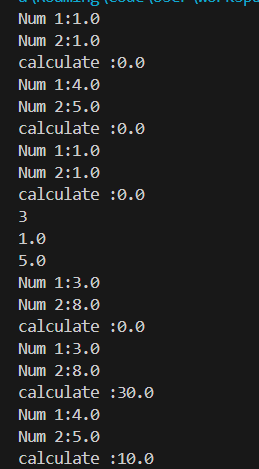 Num 1:1.0
Num 2:1.0
calculate :0.0
Num 1:4.0
Num 2:5.0
calculate :0.0
Num 1:1.0
Num 2:1.0
calculate :0.0
3
1.0
5.0
Num 1:3.0
Num 2:8.0
calculate :0.0
Num 1:3.0
Num 2:8.0
calculate :30.0
Num 1:4.0
Num 2:5.0
calculate :10.0